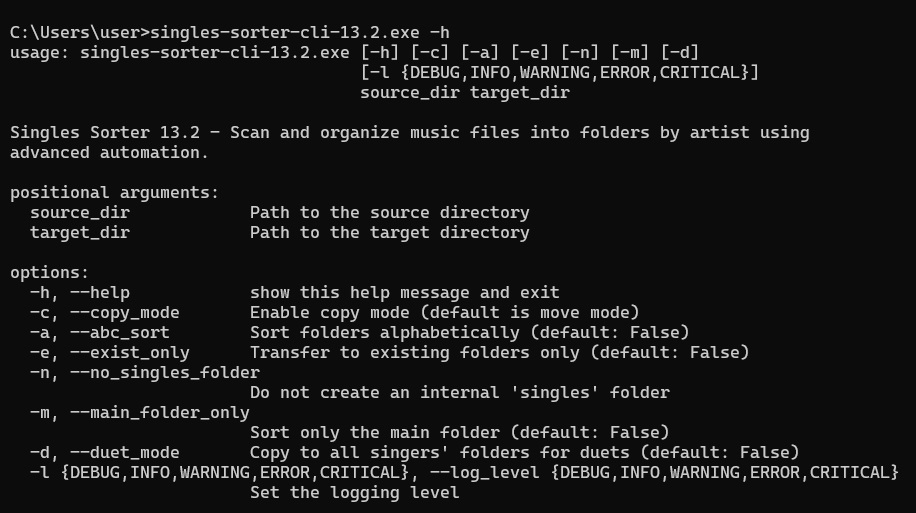 C:\Users\user>singles-sorter-cli-13.2.exe -h
usage: singles-sorter-cli-13.2.exe [-h] [-c] [-a] [-e] [-n] [-m] [-d]
[-l {DEBUG,INFO,WARNING,ERROR,CRITICAL}]
source_dir target_dir
Singles Sorter 13.2 - Scan and organize music files into folders by artist using
advanced automation.
positional arguments:
source_dir Path to the source directory
target_dir Path to the target directory
options:
-h, --help show this help message and exit
-c, --copy_mode Enable copy mode (default is move mode)
-a, --abc_sort Sort folders alphabetically (default: False)
-e, --exist_only Transfer to existing folders only (default: False)
-n, --no_singles_folder
Do not create an internal 'singles' folder
-m, --main_folder_only
Sort only the main folder (default: False)
-d, --duet_mode Copy to all singers' folders for duets (default: False)
-l {DEBUG,INFO,WARNING,ERROR,CRITICAL}, --log_level {DEBUG,INFO,WARNING,ERROR,CRITICAL}
Set the logging level